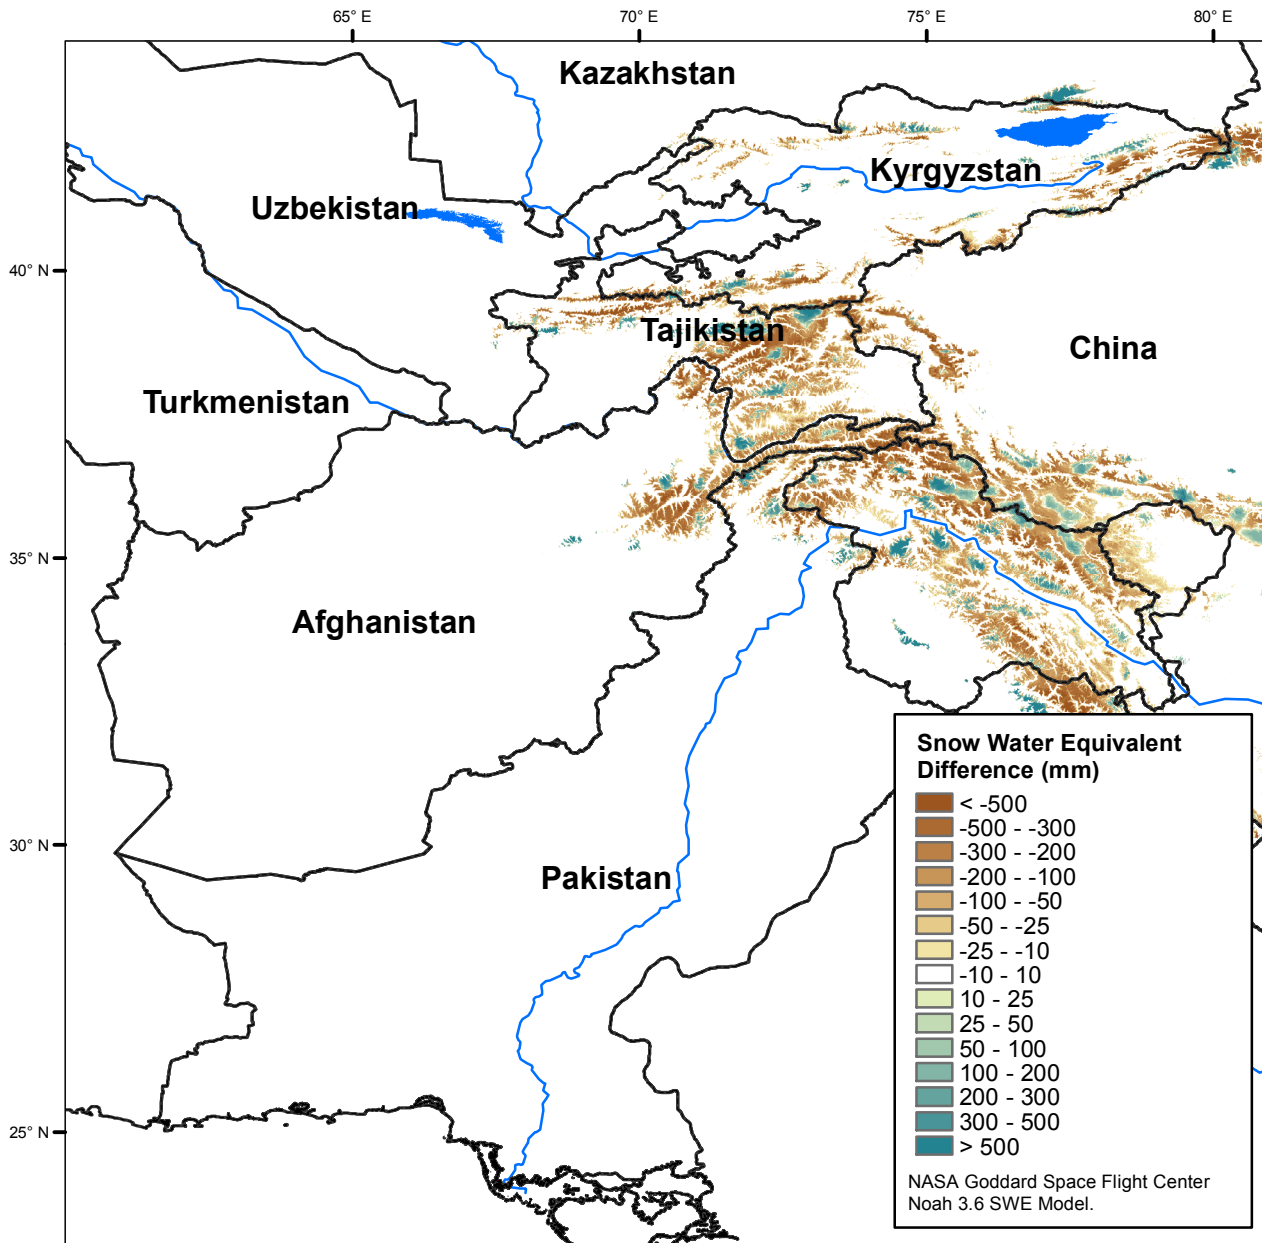 65° E
70° E
75° E
80° E
Kazakhstan
Kyrgyzstan
Uzbekistan
40° N
Tajikistan
China
Turkmenistan
35° N
Afghanistan
30° N
Pakistan
25° N
Snow Water Equivalent
Difference (mm)
< -500
-500 - -300
-300 - -200
-200 - -100
-100 - -50
-50 - -25
-25 - -10
-10 - 10
10 - 25
25 - 50
50 - 100
100 - 200
200 - 300
300 - 500
> 500
NASA Goddard Space Flight Center
Noah 3.6 SWE Model.